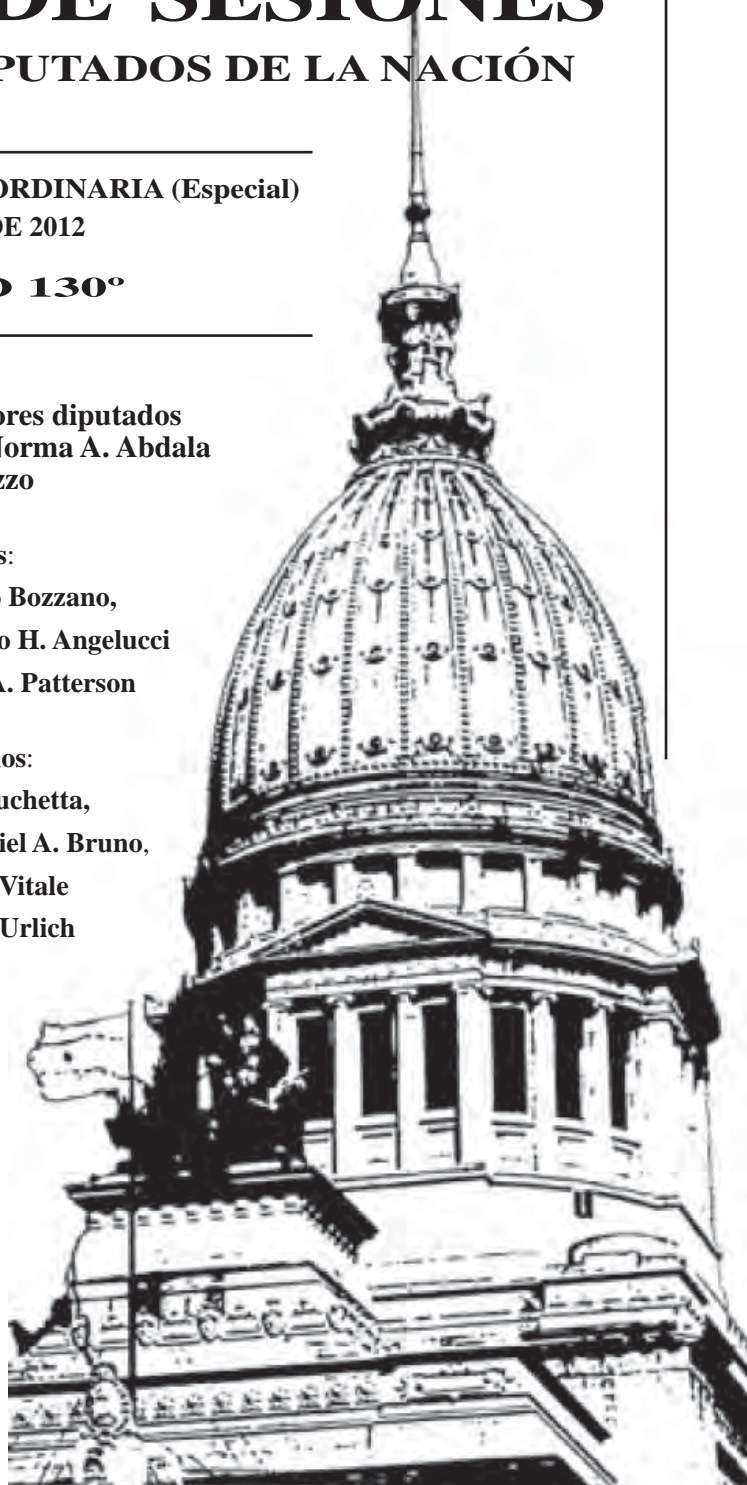 DE SESIONES
PUTADOS DE LA NACIÓN
ORDINARIA (Especial)
DE 2012
O 130º
ores diputados
Norma A. Abdala
zzo
s:
o Bozzano,
o H. Angelucci
A. Patterson
ios:
uchetta,
iel A. Bruno,
Vitale
Urlich